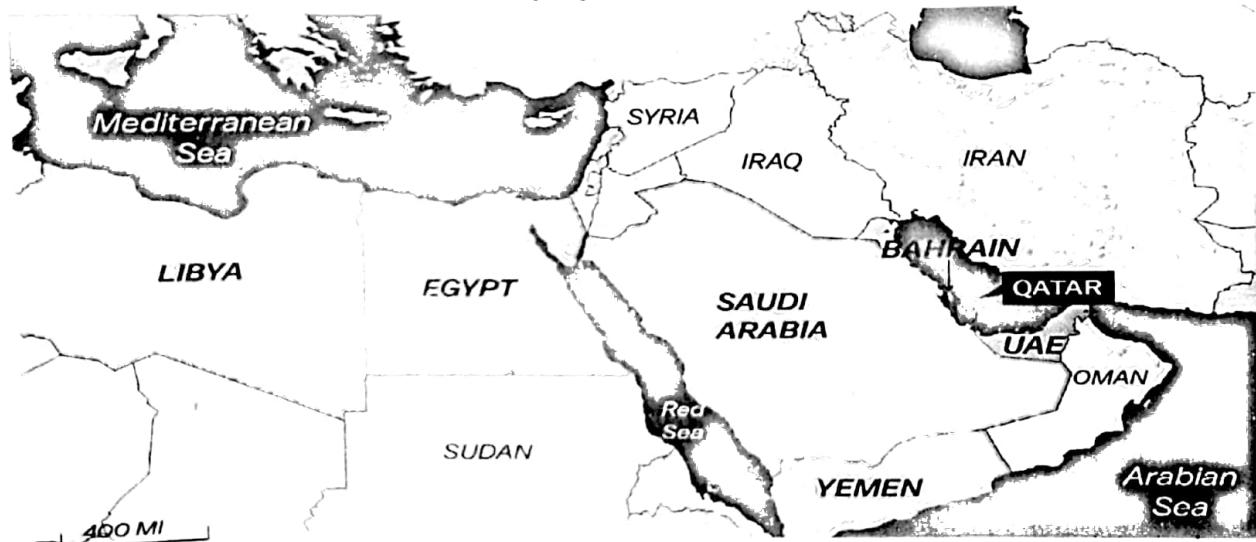 Mediterranean
Sea
SYRIA
IRAQ
IRAN
BAHRAIN
QATAR
LIBYA
EGYPT
SAUDI
ARABIA
UAE
OMAN
Red
Sea
SUDAN
YEMEN
Arabian
Sea
400 MI